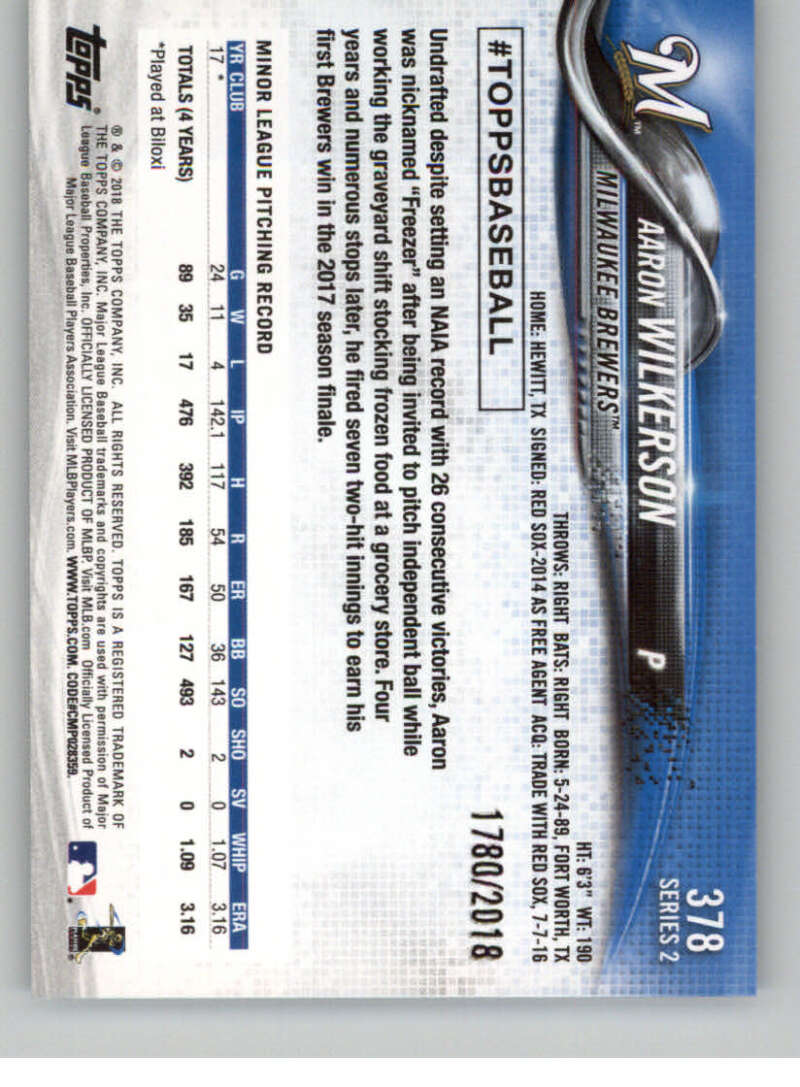 378
SERIES 2
M™
AARON WILKERSON P
MILWAUKEE BREWERS™
HT: 6'3" WT: 190
THROWS: RIGHT BATS: RIGHT BORN: 5-24-89, FORT WORTH, TX
HOME: HEWITT, TX SIGNED: RED SOX-2014 AS FREE AGENT ACQ: TRADE WITH RED SOX, 7-7-16
#TOPPSBASEBALL
1780/2018
Undrafted despite setting an NAIA record with 26 consecutive victories, Aaron
was nicknamed "Freezer" after being invited to pitch independent ball while
working the graveyard shift stocking frozen food at a grocery store. Four
years and numerous stops later, he fired seven two-hit innings to earn his
first Brewers win in the 2017 season finale.
MINOR LEAGUE PITCHING RECORD
YR CLUB G W L IP H R ER BB SO SHO SV WHIP ERA
17 * 24 11 4 142.1 117 54 50 36 143 2 0 1.07 3.16
TOTALS (4 YEARS) 89 35 17 476 392 185 167 127 493 2 0 1.09 3.16
*Played at Biloxi
topps®
® & © 2018 THE TOPPS COMPANY, INC. ALL RIGHTS RESERVED. TOPPS IS A REGISTERED TRADEMARK OF
THE TOPPS COMPANY, INC. Major League Baseball trademarks and copyrights are used with permission of Major
League Baseball Properties, Inc. OFFICIALLY LICENSED PRODUCT OF MLBP. Visit MLB.com Officially Licensed Product of
Major League Baseball Players Association. Visit MLBPlayers.com. WWW.TOPPS.COM. CODE#CMP028359.